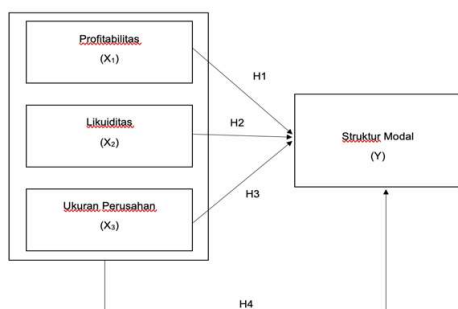 Profitabilitas
(X₁)
H1
Likuiditas
(X₂)
H2
Struktur Modal
(Y)
Ukuran Perusahan
(X₃)
H3
H4